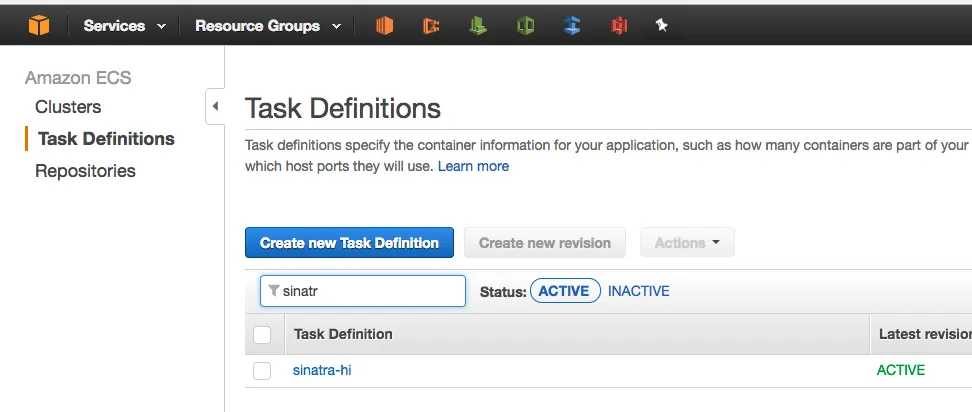 Services
Resource Groups
Amazon ECS
Clusters
Task Definitions
Repositories
Task Definitions
Task definitions specify the container information for your application, such as how many containers are part of your
which host ports they will use. Learn more
Create new Task Definition
Create new revision
Actions
sinatr
Status: ACTIVE INACTIVE
Task Definition
Latest revision
sinatra-hi
ACTIVE